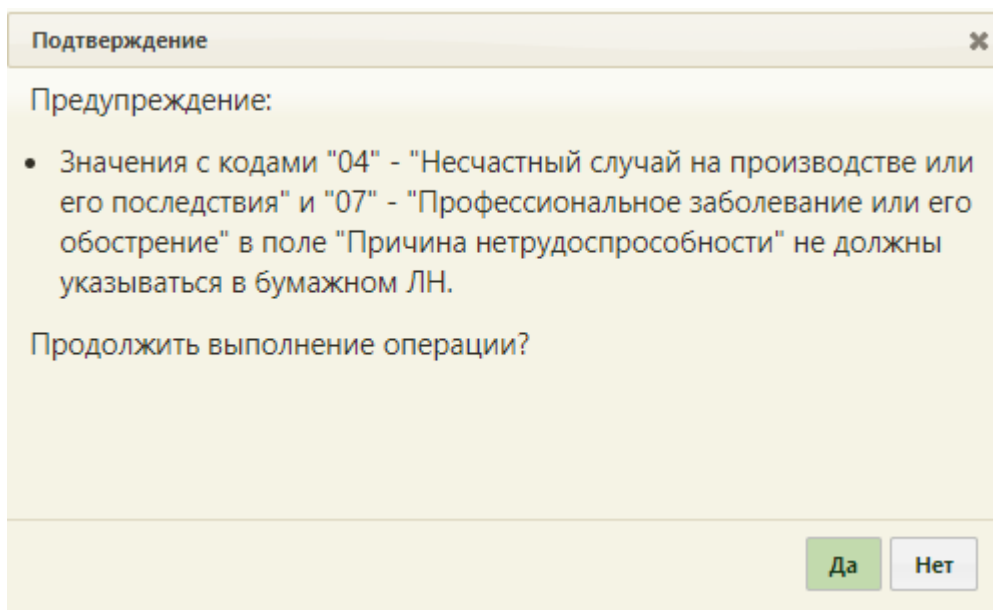 Подтверждение
Предупреждение:
• Значения с кодами "04" - "Несчастный случай на производстве или
его последствия" и "07" - "Профессиональное заболевание или его
обострение" в поле "Причина нетрудоспрособности" не должны
указываться в бумажном ЛН.
Продолжить выполнение операции?
Да
Нет